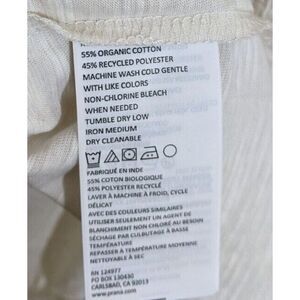 55% ORGANIC COTTON
45% RECYCLED POLYESTER
MACHINE WASH COLD GENTLE
WITH LIKE COLORS
NON-CHLORINE BLEACH
WHEN NEEDED
TUMBLE DRY LOW
IRON MEDIUM
DRY CLEANABLE
FABRIQUÉ EN INDE
55% COTON BIOLOGIQUE
45% POLYESTER RECYCLÉ
LAVER À MACHINE À FROID, CYCLE
DÉLICAT
AVEC DES COULEURS SIMILAIRES
UTILISER SEULEMENT UN AGENT DE
BLANCHIMENT NON CHLORÉ AU BESOIN
SÉCHAGE PAR CULBUTAGE À BASSE
TEMPÉRATURE
REPASSER À TEMPÉRATURE MOYENNE
NETTOYABLE À SEC
RN 124977
PO BOX 130430
CARLSBAD, CA 92013
www.prana.com